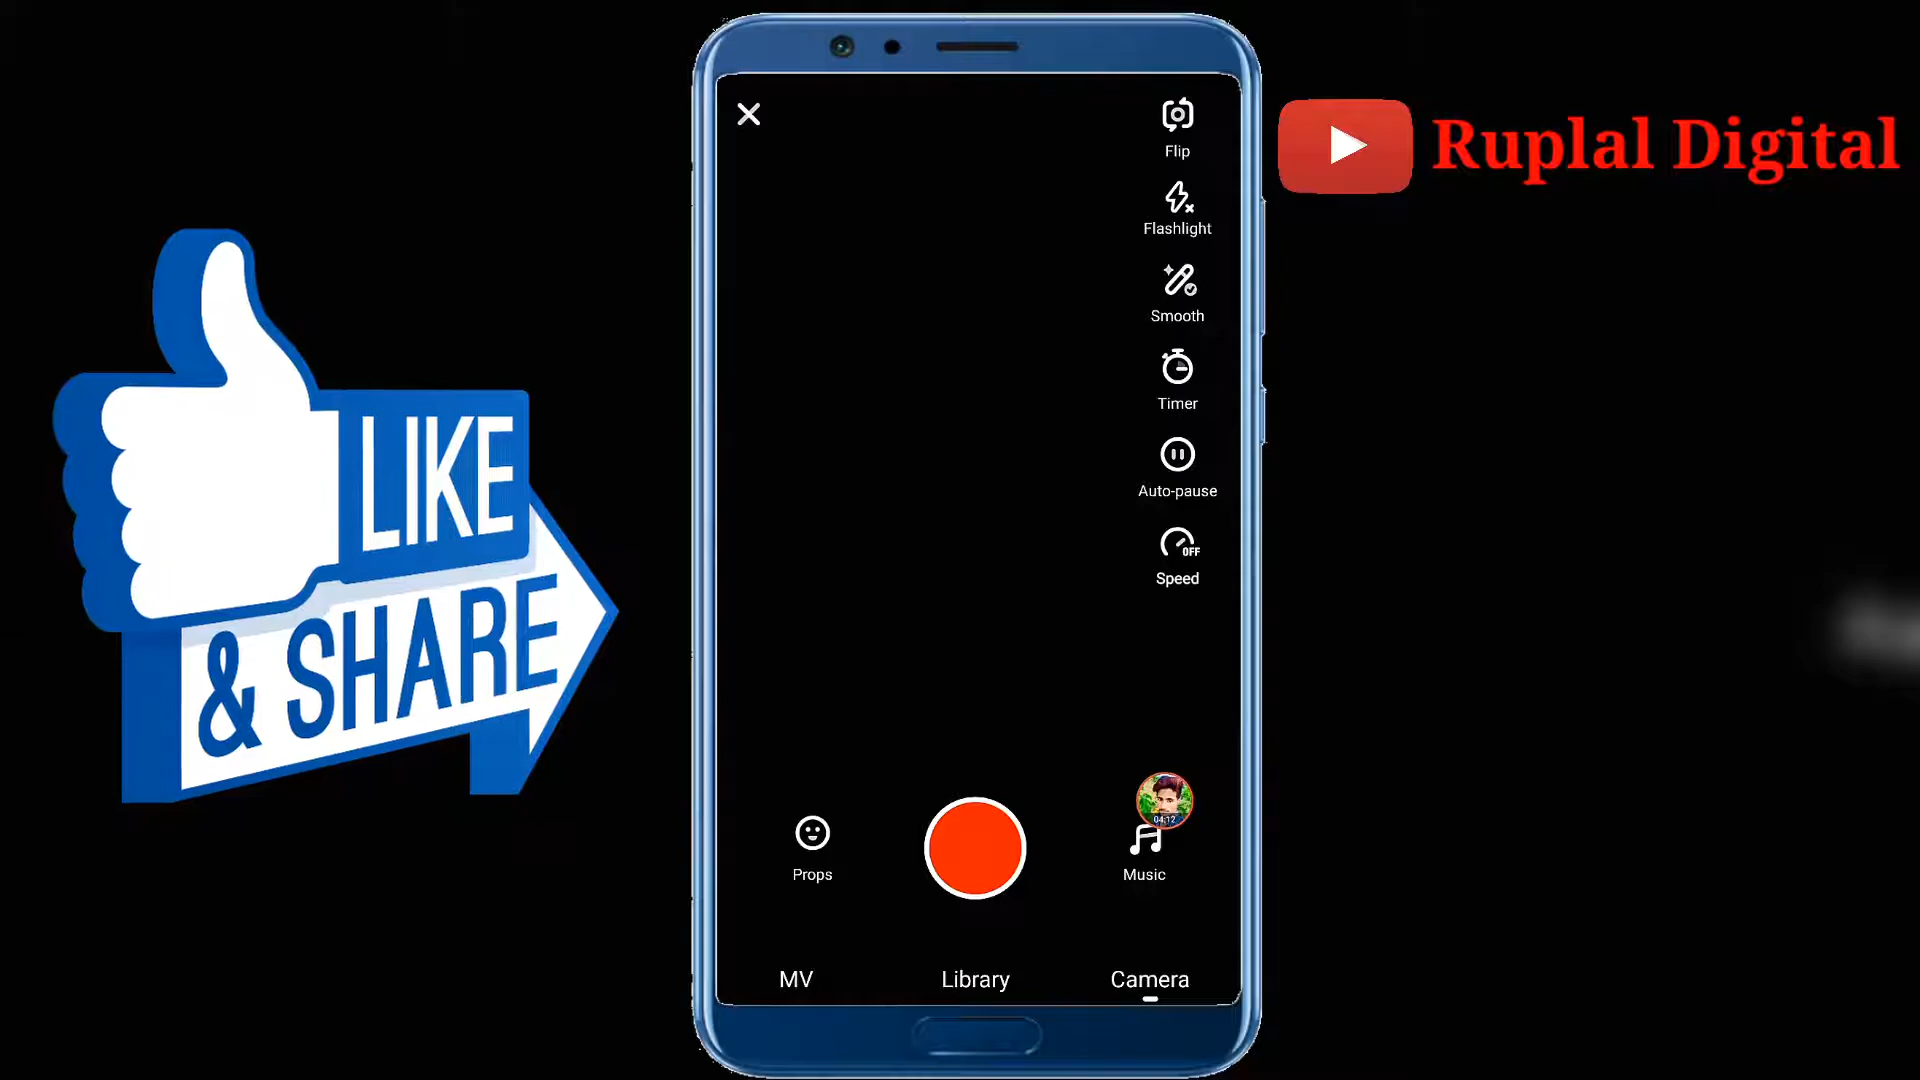 Flip
Ruplal Digital
Flashlight
Smooth
Timer
LIKE
Auto-pause
OFF
Speed
& SHARE
04:12
Props
Music
MV
Library
Camera